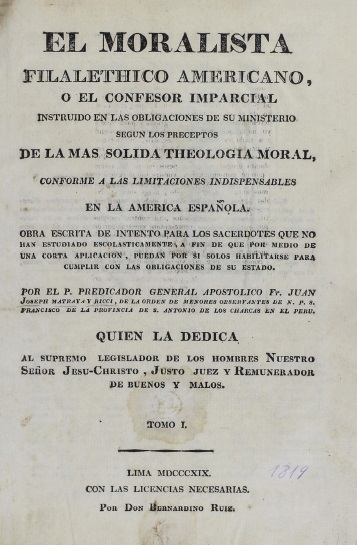 EL MORALISTA
FILALETHICO AMERICANO,
O EL CONFESOR IMPARCIAL
INSTRUIDO EN LAS OBLIGACIONES DE SU MINISTERIO
SEGUN LOS PRECEPTOS
DE LA MAS SOLIDA THEOLOGIA MORAL,
CONFORME A LAS LIMITACIONES INDISPENSABLES
EN LA AMERICA ESPAÑOLA.
OBRA ESCRITA DE INTENTO PARA LOS SACERDOTES QUE NO
HAN ESTUDIADO ESCOLASTICAMENTE, A FIN DE QUE POR MEDIO DE
UNA CORTA APLICACION, PUEDAN POR SI SOLOS HABILITARSE PARA
CUMPLIR CON LAS OBLIGACIONES DE SU ESTADO.
POR EL P. PREDICADOR GENERAL APOSTOLICO Fr. JUAN
JOSEPH MATRAYA Y RICCI, DE LA ORDEN DE MENORES OBSERVANTES DE N. P. S.
FRANCISCO DE LA PROVINCIA DE S. ANTONIO DE LOS CHARCAS EN EL PERU.
QUIEN LA DEDICA
AL SUPREMO LEGISLADOR DE LOS HOMBRES NUESTRO
SEÑOR JESU-CHRISTO, JUSTO JUEZ Y REMUNERADOR
DE BUENOS Y MALOS.
TOMO I.
LIMA MDCCCXIX.
1819
CON LAS LICENCIAS NECESARIAS.
POR DON BERNARDINO RUIZ.